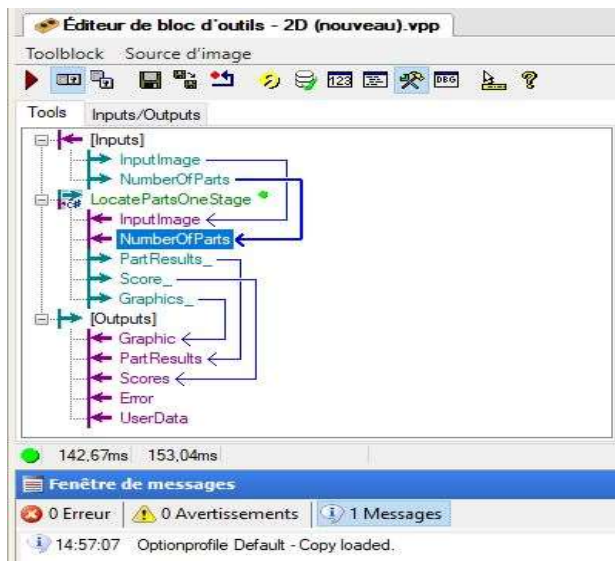 Éditeur de bloc d'outils - 2D (nouveau).vpp
Toolblock Source d'image
123 DBG ?
Tools Inputs/Outputs
[Inputs]
InputImage
NumberOfParts
C#
LocatePartsOneStage
InputImage
NumberOfParts
PartResults_
Score_
Graphics_
[Outputs]
Graphic
PartResults
Scores
Error
UserData
142,67ms 153,04ms
Fenêtre de messages
0 Erreur 0 Avertissements 1 Messages
14:57:07 Optionprofile Default - Copy loaded.